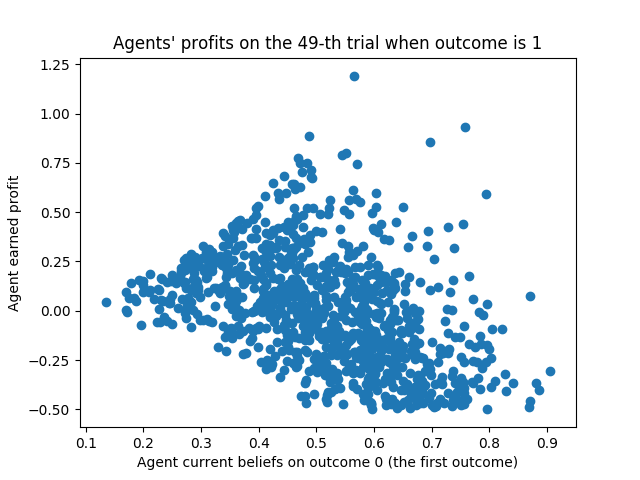 Agents' profits on the 49-th trial when outcome is 1
Agent earned profit
1.25
1.00
0.75
0.50
0.25
0.00
−0.25
−0.50
0.1 0.2 0.3 0.4 0.5 0.6 0.7 0.8 0.9
Agent current beliefs on outcome 0 (the first outcome)